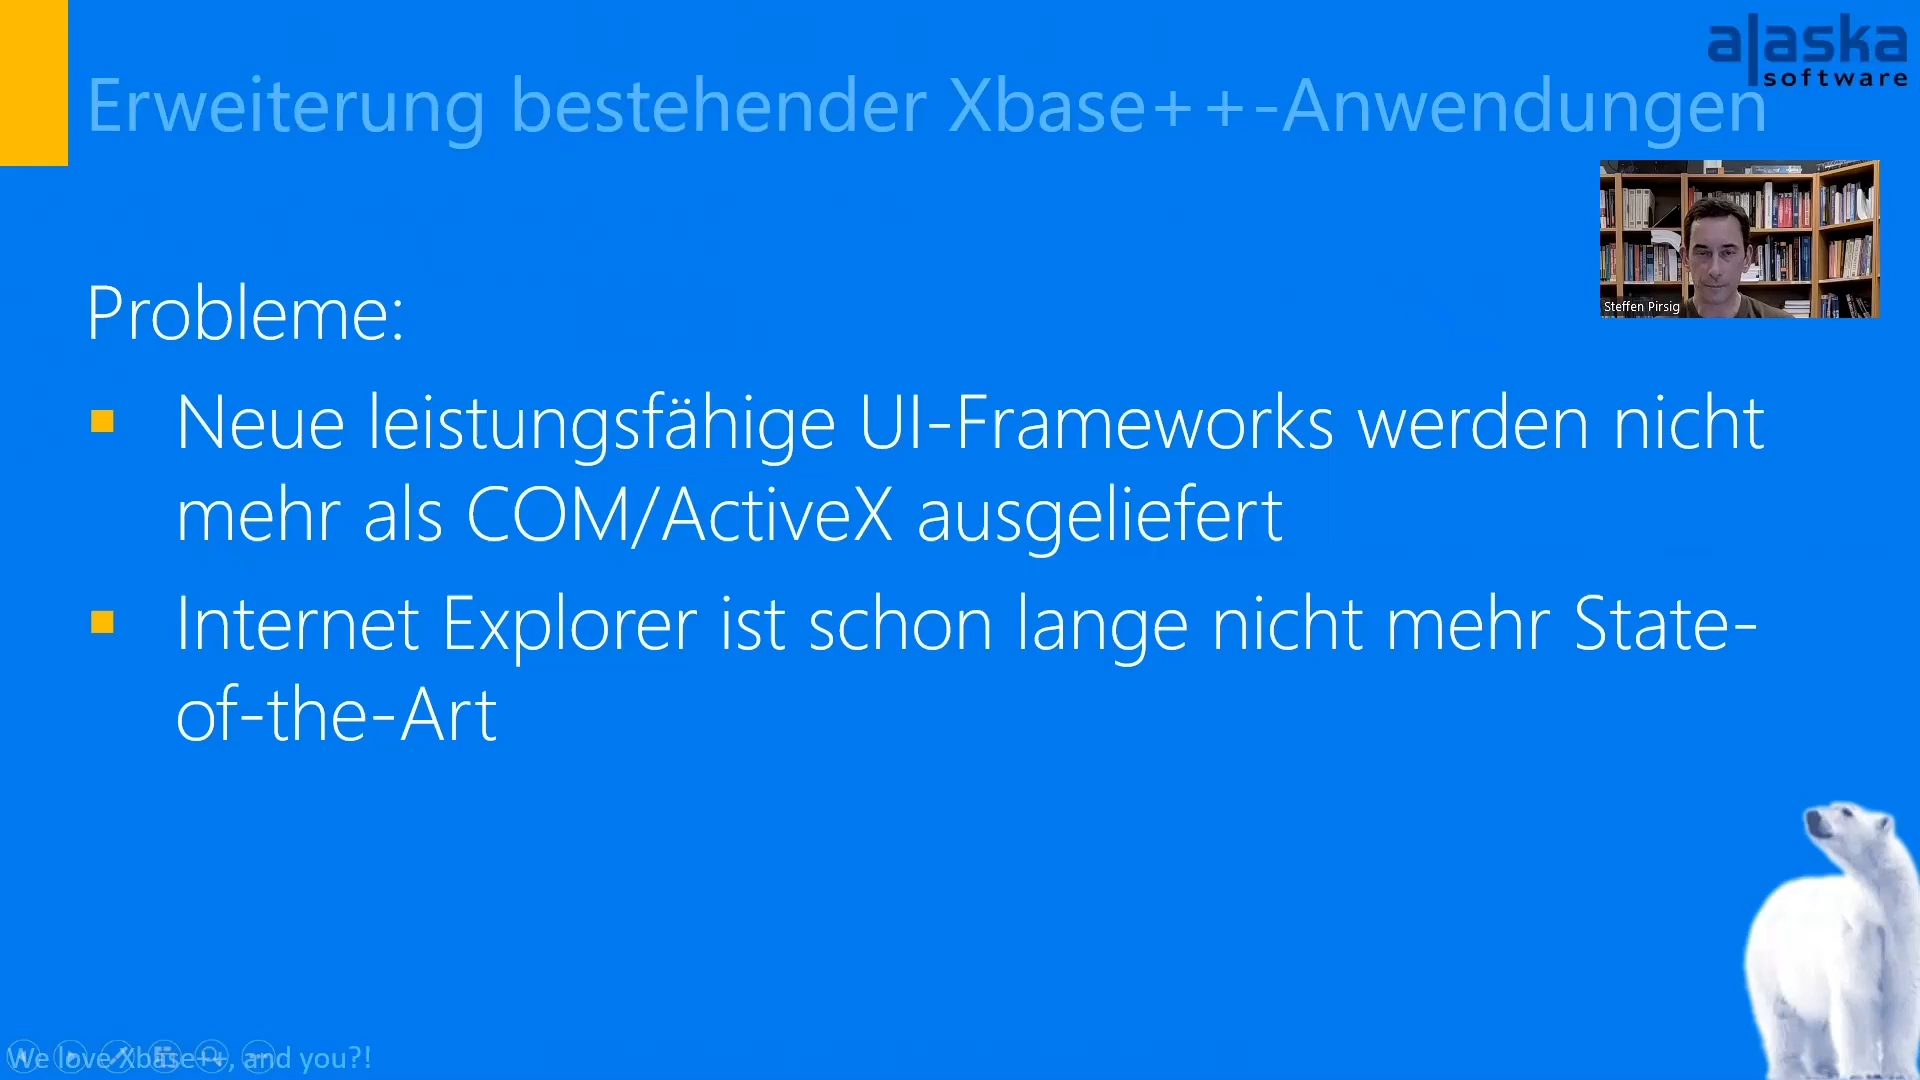 alaska
software
Erweiterung bestehender Xbase++-Anwendungen
Steffen Pirsig
Probleme:
Neue leistungsfähige UI-Frameworks werden nicht
mehr als COM/ActiveX ausgeliefert
Internet Explorer ist schon lange nicht mehr State-
of-the-Art
We love Xbase++, and you?!